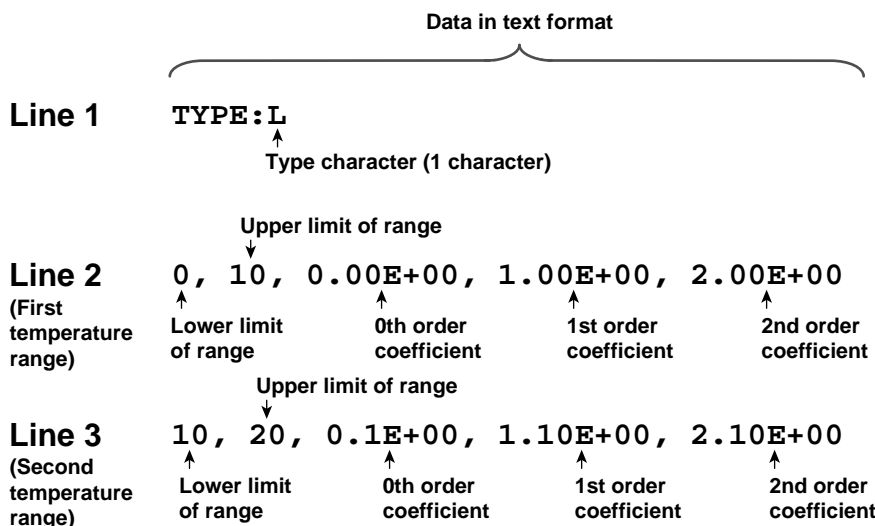 Data in text format
Line 1 TYPE:L
Type character (1 character)
Upper limit of range
Line 2 0, 10, 0.00E+00, 1.00E+00, 2.00E+00
(First temperature range)
Lower limit of range
0th order coefficient
1st order coefficient
2nd order coefficient
Upper limit of range
Line 3 10, 20, 0.1E+00, 1.10E+00, 2.10E+00
(Second temperature range)
Lower limit of range
0th order coefficient
1st order coefficient
2nd order coefficient